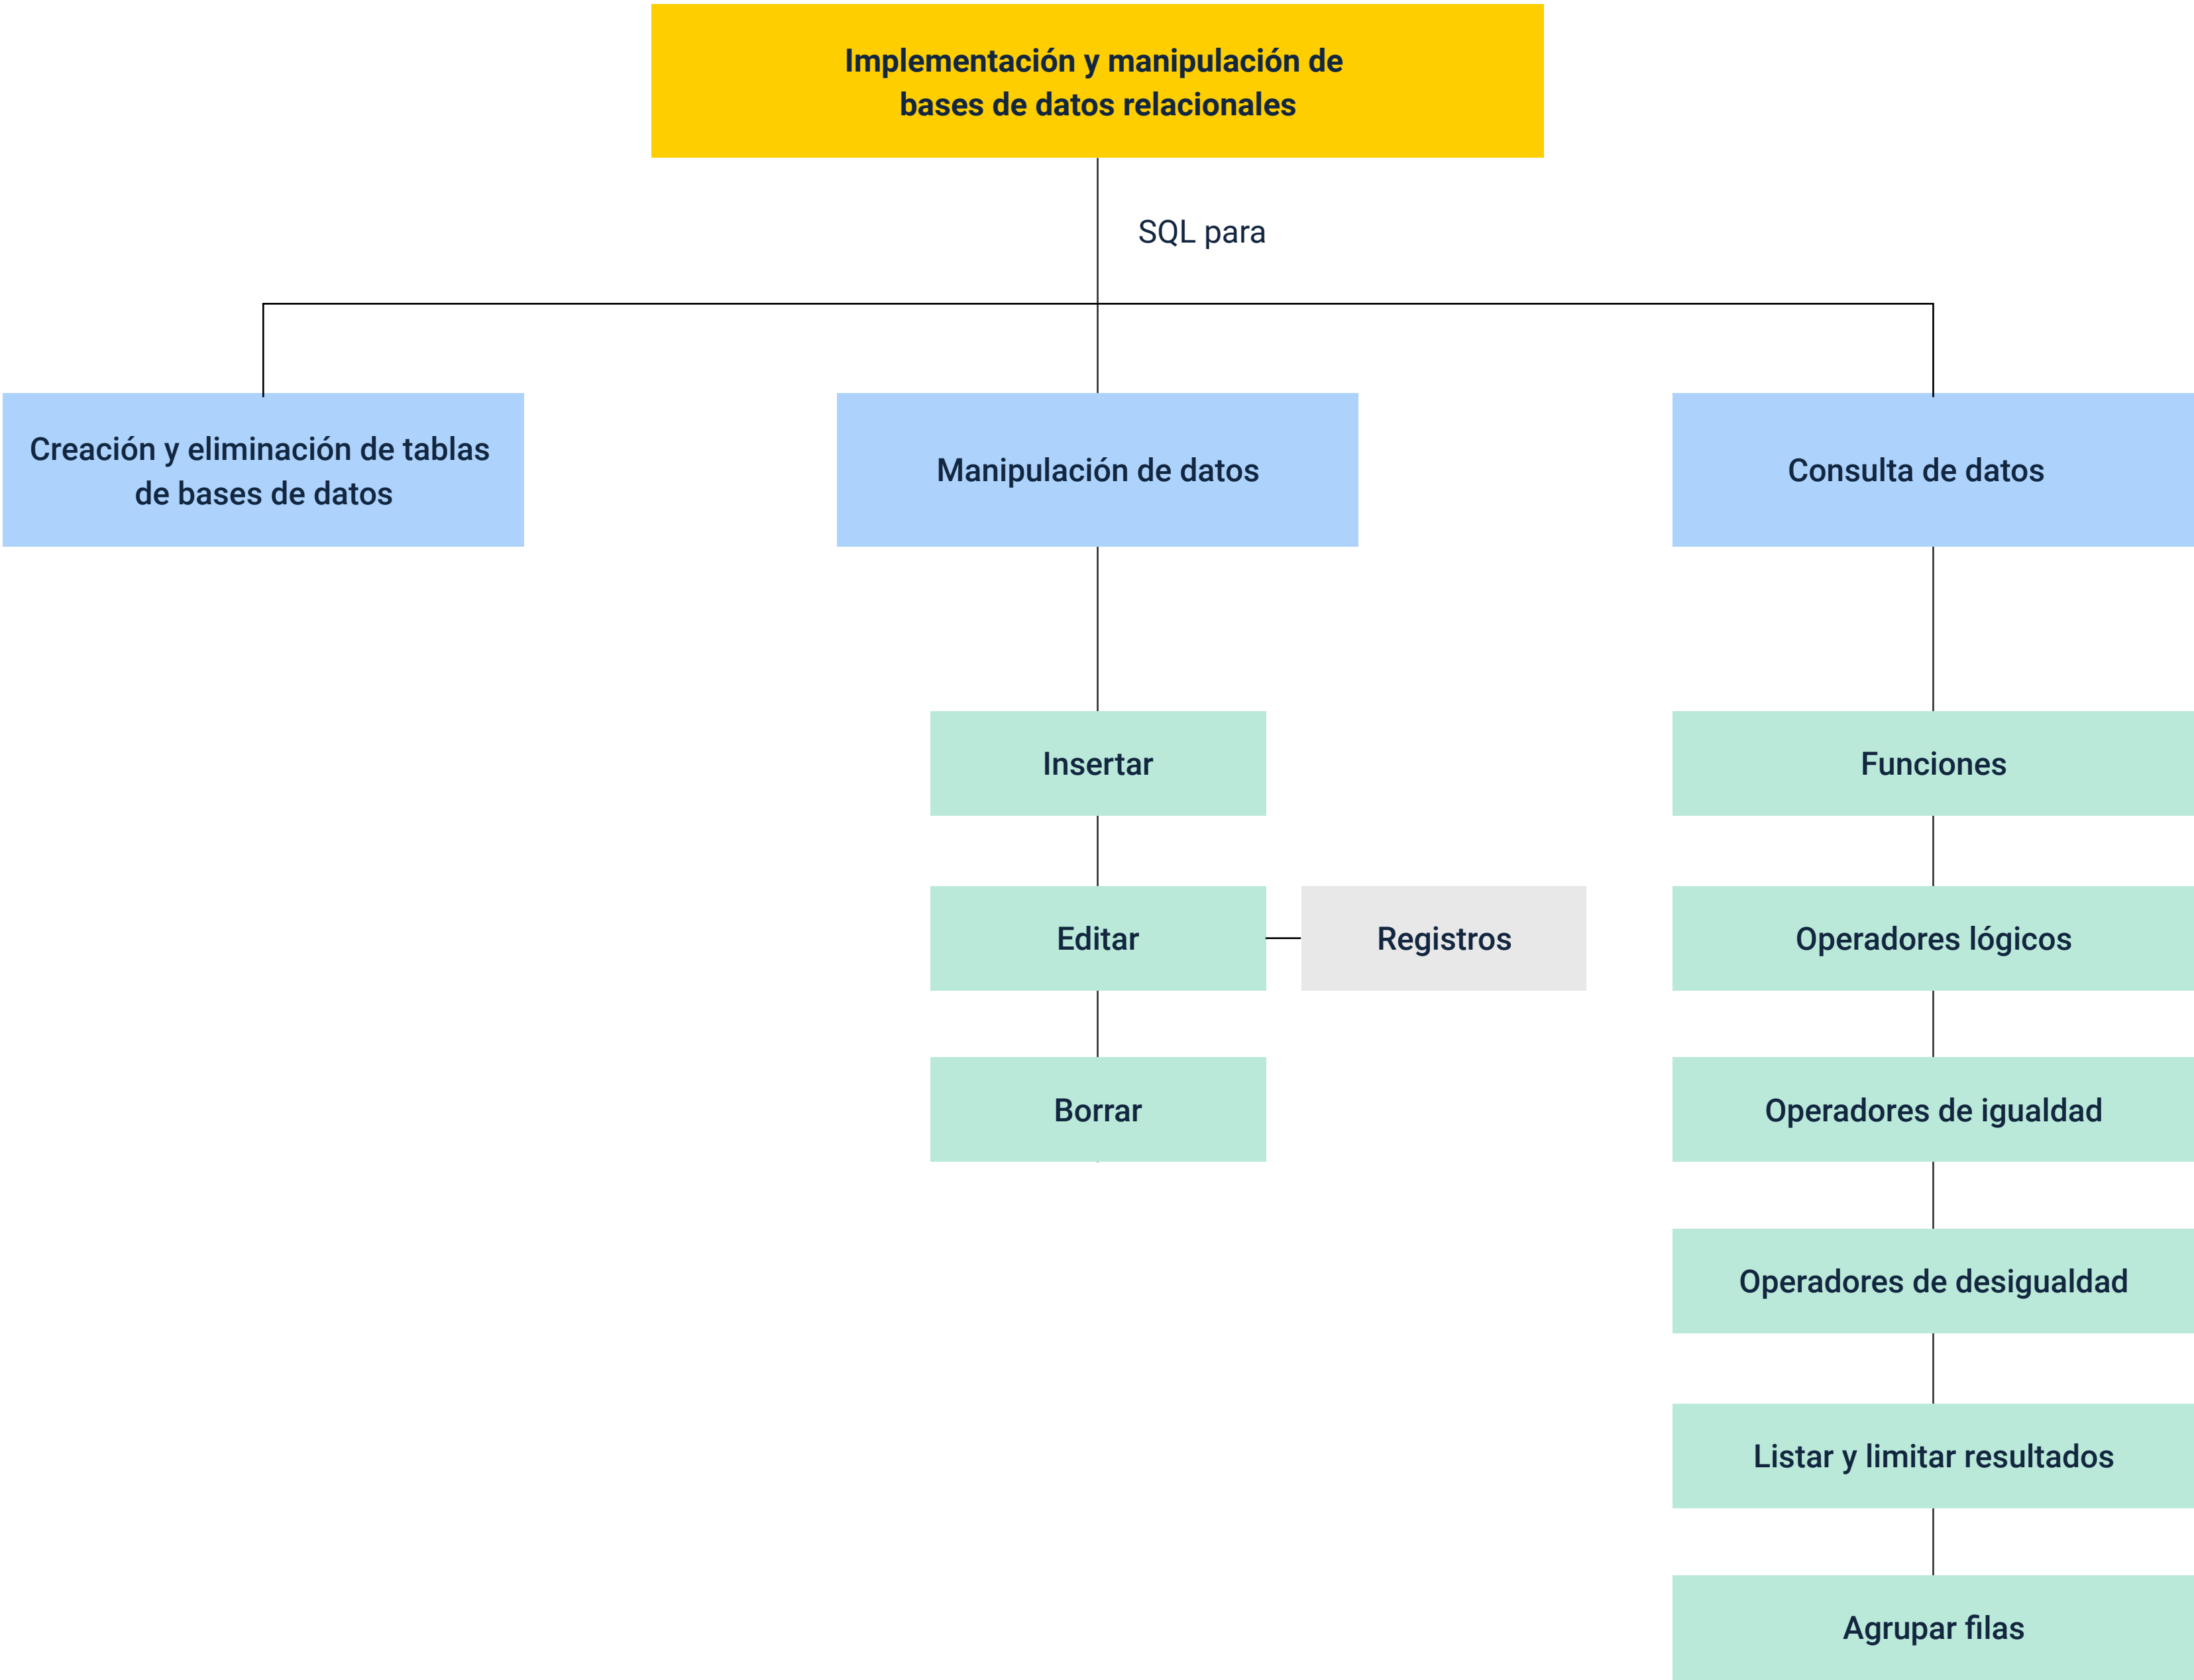 Implementación y manipulación de
bases de datos relacionales
SQL para
Creación y eliminación de tablas
de bases de datos
Manipulación de datos
Consulta de datos
Insertar
Funciones
Editar
Registros
Operadores lógicos
Borrar
Operadores de igualdad
Operadores de desigualdad
Listar y limitar resultados
Agrupar filas